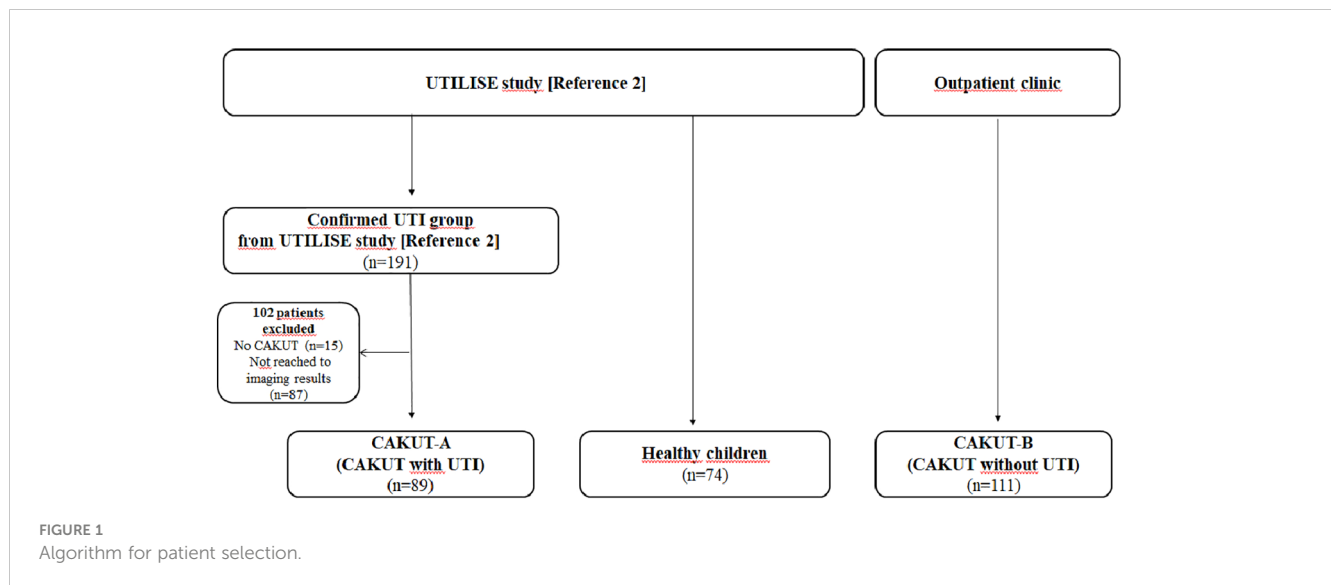 UTILISE study [Reference 2]
Outpatient clinic
Confirmed UTI group
from UTILISE study [Reference 2]
(n=191)
102 patients
excluded
No CAKUT (n=15)
Not reached to
imaging results
(n=87)
CAKUT-A
(CAKUT with UTI)
(n=89)
Healthy children
(n=74)
CAKUT-B
(CAKUT without UTI)
(n=111)
FIGURE 1
Algorithm for patient selection.